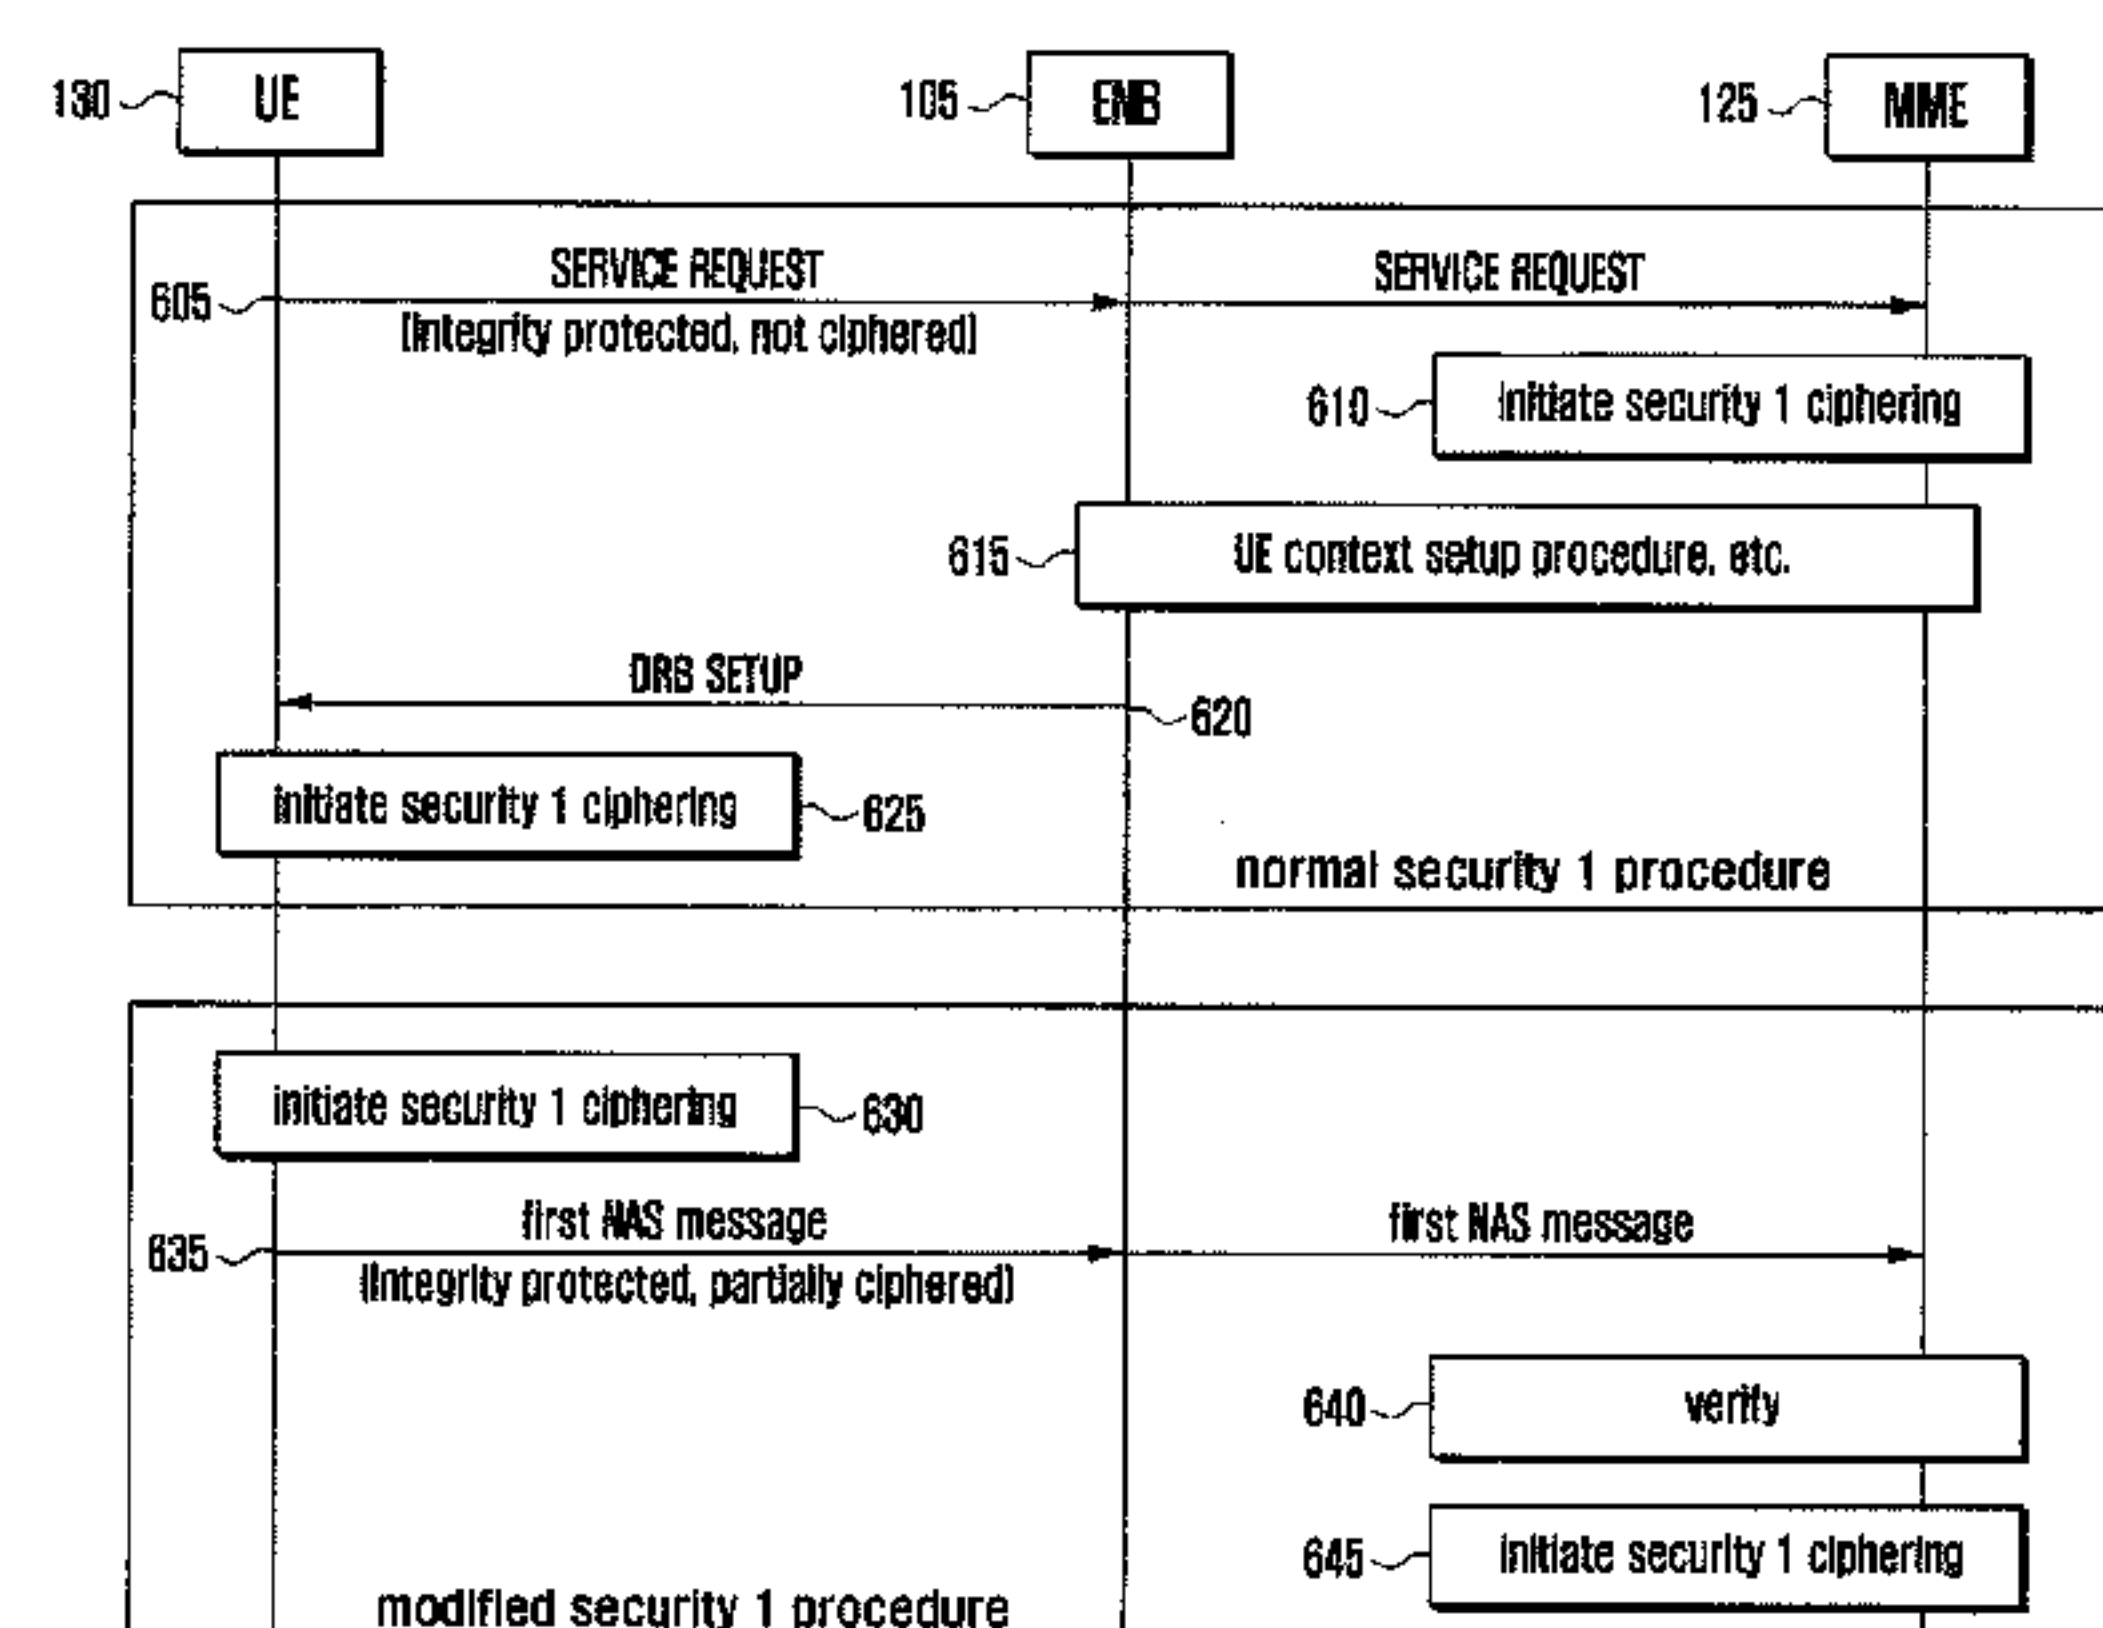 130 UE 105 ENB 125 MME
SERVICE REQUEST SERVICE REQUEST
605
(integrity protected, not ciphered)
610 initiate security 1 ciphering
615 UE context setup procedure, etc.
DRB SETUP
620
initiate security 1 ciphering 625
normal security 1 procedure
initiate security 1 ciphering 630
first NAS message first NAS message
635
(integrity protected, partially ciphered)
640 verify
645 initiate security 1 ciphering
modified security 1 procedure